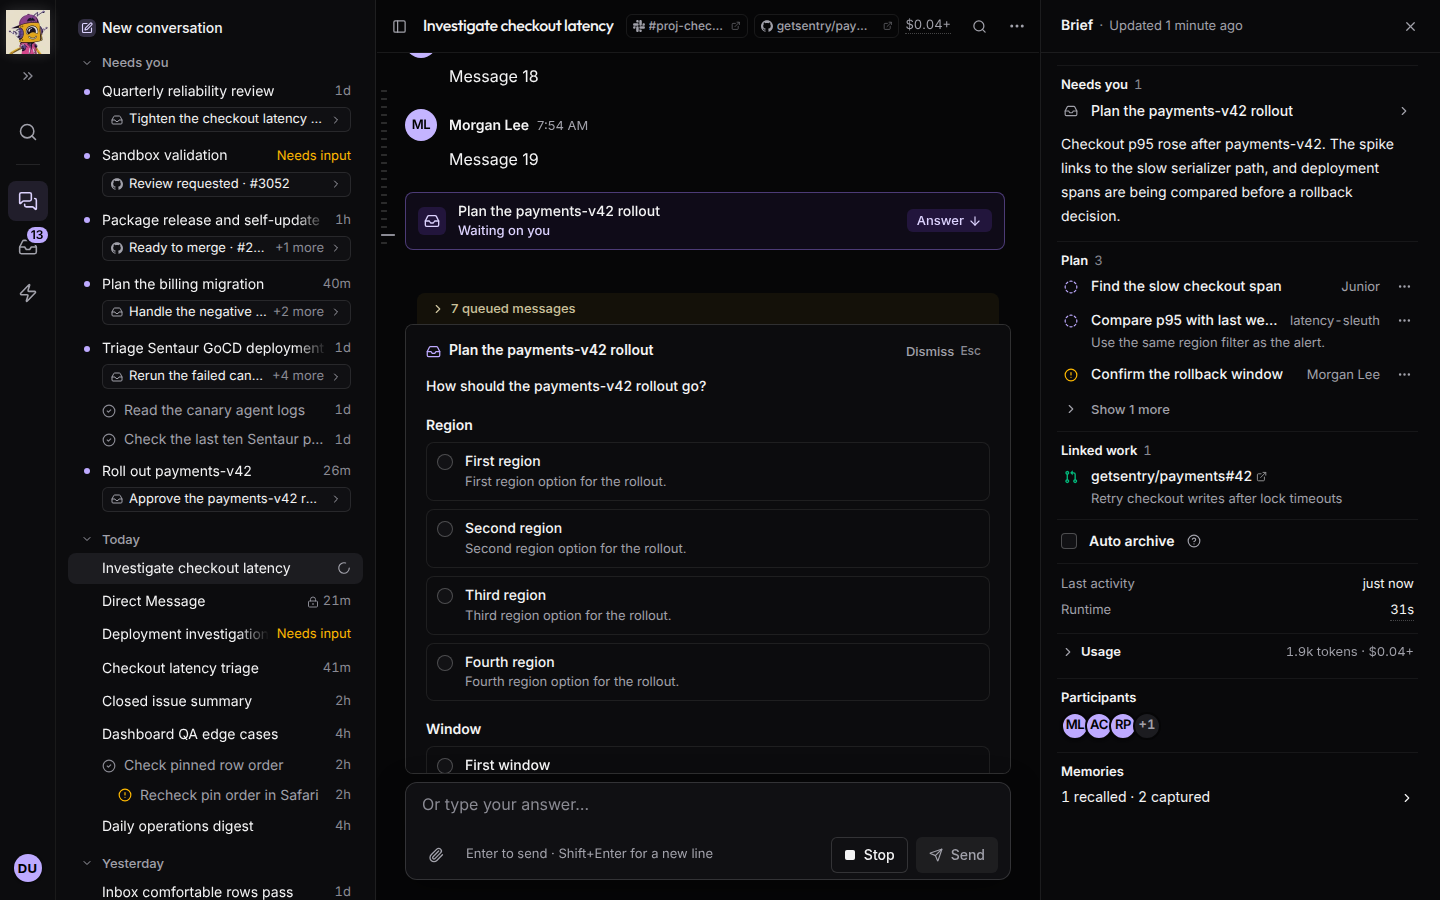 New conversation
Needs you
Quarterly reliability review 1d
Tighten the checkout latency ...
Sandbox validation Needs input
Review requested · #3052
Package release and self-update 1h
Ready to merge · #2... +1 more
Plan the billing migration 40m
Handle the negative ... +2 more
Triage Sentaur GoCD deployment 1d
Rerun the failed can... +4 more
Read the canary agent logs 1d
Check the last ten Sentaur p... 1d
Roll out payments-v42 26m
Approve the payments-v42 r...
Today
Investigate checkout latency
Direct Message 21m
Deployment investigation Needs input
Checkout latency triage 41m
Closed issue summary 2h
Dashboard QA edge cases 4h
Check pinned row order 2h
Recheck pin order in Safari 2h
Daily operations digest 4h
Yesterday
Inbox comfortable rows pass 1d
13
DU
Investigate checkout latency #proj-chec... getsentry/pay... $0.04+
Message 18
ML Morgan Lee 7:54 AM
Message 19
Plan the payments-v42 rollout
Waiting on you
Answer ↓
7 queued messages
Plan the payments-v42 rollout Dismiss Esc
How should the payments-v42 rollout go?
Region
First region
First region option for the rollout.
Second region
Second region option for the rollout.
Third region
Third region option for the rollout.
Fourth region
Fourth region option for the rollout.
Window
First window
Or type your answer...
Enter to send · Shift+Enter for a new line Stop Send
Brief · Updated 1 minute ago
Needs you 1
Plan the payments-v42 rollout
Checkout p95 rose after payments-v42. The spike
links to the slow serializer path, and deployment
spans are being compared before a rollback
decision.
Plan 3
Find the slow checkout span Junior
Compare p95 with last we... latency-sleuth
Use the same region filter as the alert.
Confirm the rollback window Morgan Lee
Show 1 more
Linked work 1
getsentry/payments#42
Retry checkout writes after lock timeouts
Auto archive
Last activity just now
Runtime 31s
Usage 1.9k tokens · $0.04+
Participants
ML AC RP +1
Memories
1 recalled · 2 captured